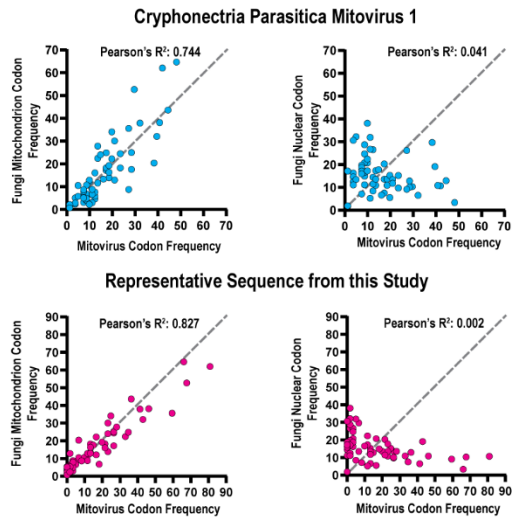 Cryphonectria Parasitica Mitovirus 1
Pearson's R²: 0.744
Fungi Mitochondrion Codon
Frequency
70
60
50
40
30
20
10
0
0 10 20 30 40 50 60 70
Mitovirus Codon Frequency
Pearson's R²: 0.041
Fungi Nuclear Codon
Frequency
70
60
50
40
30
20
10
0
0 10 20 30 40 50 60 70
Mitovirus Codon Frequency
Representative Sequence from this Study
Pearson's R²: 0.827
Fungi Mitochondrion Codon
Frequency
90
80
70
60
50
40
30
20
10
0
0 10 20 30 40 50 60 70 80 90
Mitovirus Codon Frequency
Pearson's R²: 0.002
Fungi Nuclear Codon
Frequency
90
80
70
60
50
40
30
20
10
0
0 10 20 30 40 50 60 70 80 90
Mitovirus Codon Frequency